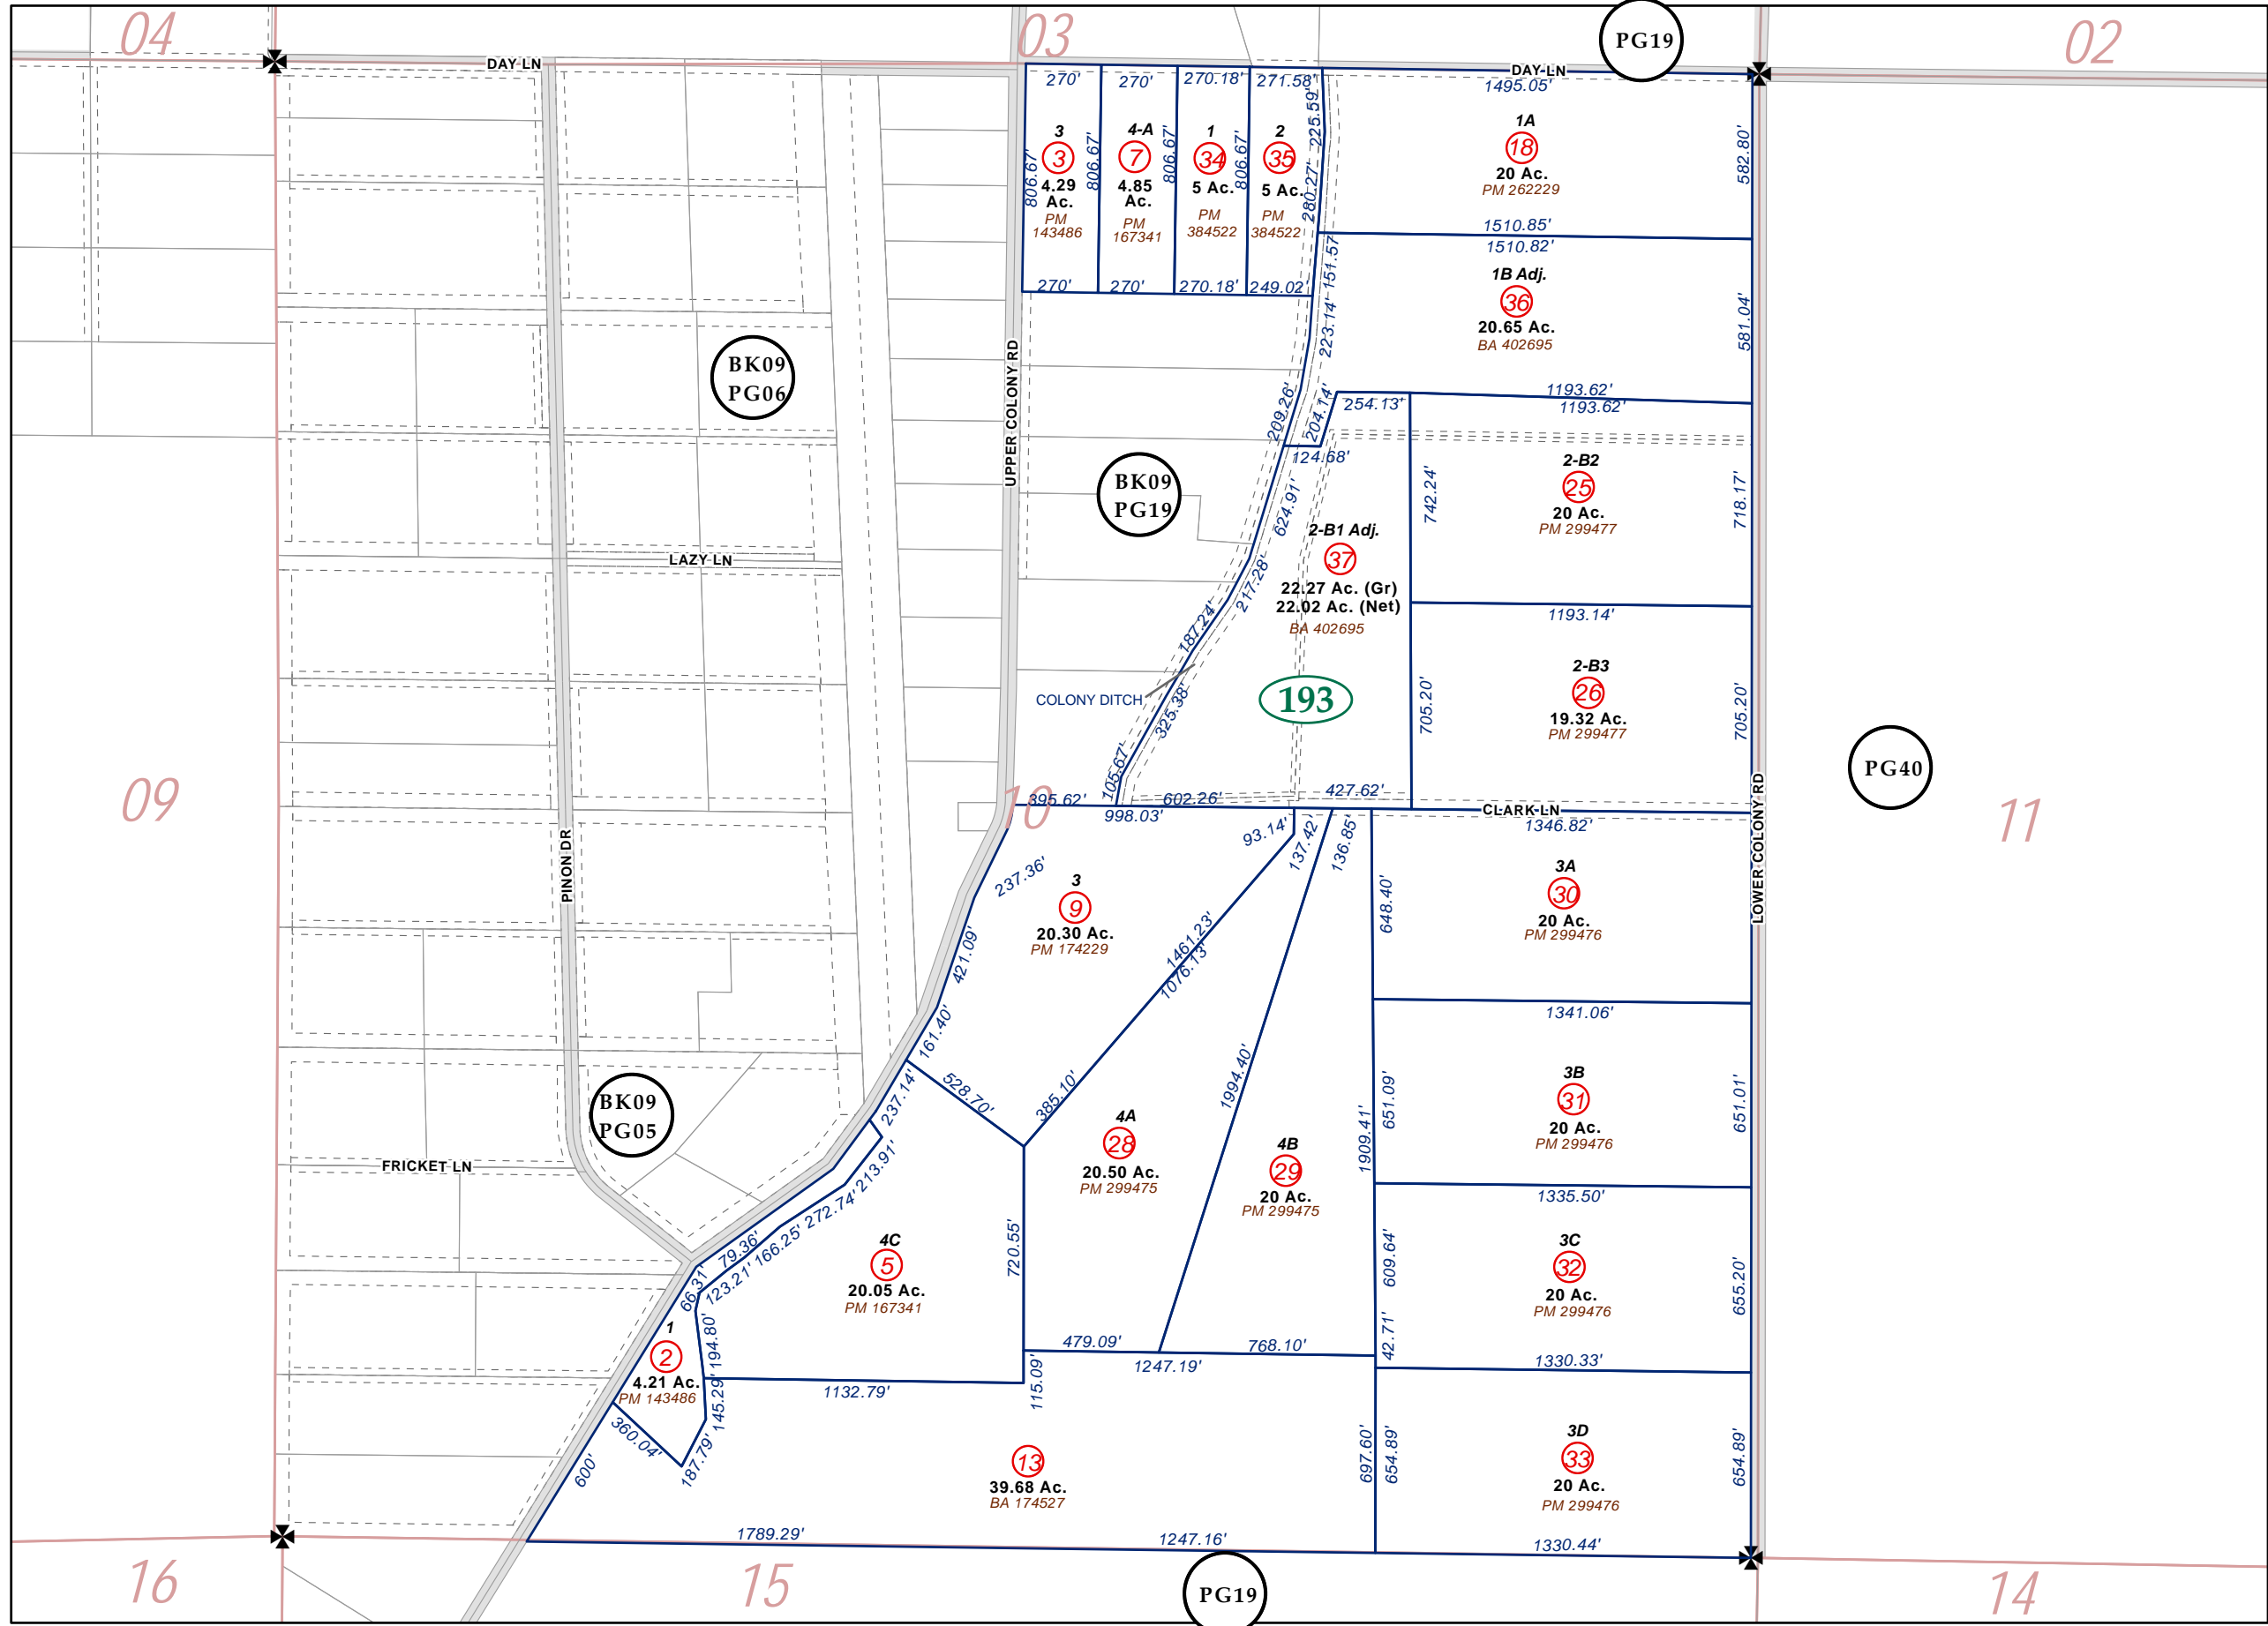 04
03
02
PG19
DAY LN
DAY LN
1495.05'
270'
270'
270.18'
271.58'
225.59'
3
3
4.29
Ac.
PM
143486
806.67'
806.67'
4-A
7
4.85
Ac.
PM
167341
806.67'
1
34
5 Ac.
PM
384522
806.67'
2
35
5 Ac.
PM
384522
280.27'
1A
18
20 Ac.
PM 262229
582.80'
1510.85'
1510.82'
151.57'
270'
270'
270.18'
249.02'
1B Adj.
36
20.65 Ac.
BA 402695
581.04'
223.14'
BK09
PG06
UPPER COLONY RD
1193.62'
1193.62'
254.13'
204.14'
209.26'
124.68'
BK09
PG19
2-B2
25
20 Ac.
PM 299477
742.24'
718.17'
624.91'
2-B1 Adj.
37
22.27 Ac. (Gr)
22.02 Ac. (Net)
BA 402695
LAZY LN
217.28'
187.24'
1193.14'
2-B3
26
19.32 Ac.
PM 299477
705.20'
705.20'
COLONY DITCH
193
325.38'
105.67'
PG40
09
10
11
395.62'
602.26'
427.62'
998.03'
CLARK LN
1346.82'
LOWER COLONY RD
PINON DR
93.14'
137.42'
136.85'
237.36'
3
9
20.30 Ac.
PM 174229
3A
30
20 Ac.
PM 299476
648.40'
421.09'
1461.23'
1076.13'
161.40'
1341.06'
528.70'
385.10'
1994.40'
237.14'
3B
31
20 Ac.
PM 299476
651.09'
651.01'
BK09
PG05
4A
28
20.50 Ac.
PM 299475
4B
29
20 Ac.
PM 299475
1909.41'
FRICKET LN
213.91'
272.74'
166.25'
79.36'
123.21'
66.31'
1335.50'
4C
5
20.05 Ac.
PM 167341
720.55'
3C
32
20 Ac.
PM 299476
609.64'
655.20'
194.80'
1
2
4.21 Ac.
PM 143486
42.71'
479.09'
768.10'
1247.19'
1330.33'
115.09'
145.29'
1132.79'
360.04'
187.79'
600'
13
39.68 Ac.
BA 174527
697.60'
654.89'
3D
33
20 Ac.
PM 299476
654.89'
1789.29'
1247.16'
1330.44'
16
15
PG19
14